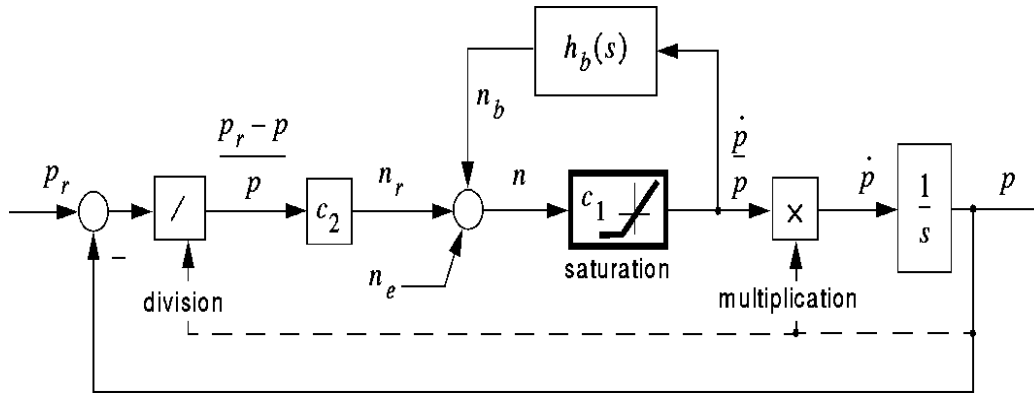 h_b(s)
n_b
p_r − p
p
ṗ
p
p_r
/
c_2
n_r
n
c_1
×
ṗ
1
s
p
−
n_e
saturation
division
multiplication